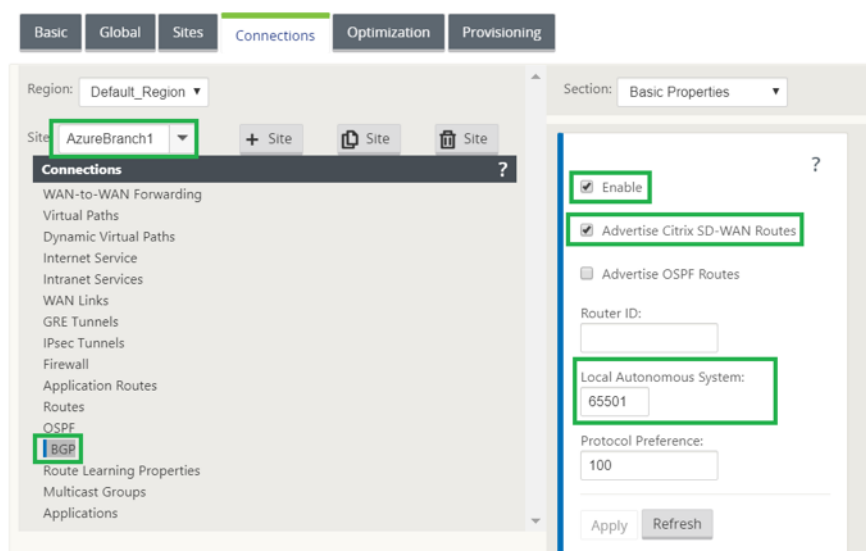 Basic Global Sites Connections Optimization Provisioning
Region: Default_Region
Site AzureBranch1 + Site Site Site
Connections ?
WAN-to-WAN Forwarding
Virtual Paths
Dynamic Virtual Paths
Internet Service
Intranet Services
WAN Links
GRE Tunnels
IPsec Tunnels
Firewall
Application Routes
Routes
OSPF
BGP
Route Learning Properties
Multicast Groups
Applications
Section: Basic Properties
?
Enable
Advertise Citrix SD-WAN Routes
Advertise OSPF Routes
Router ID:
Local Autonomous System:
65501
Protocol Preference:
100
Apply Refresh